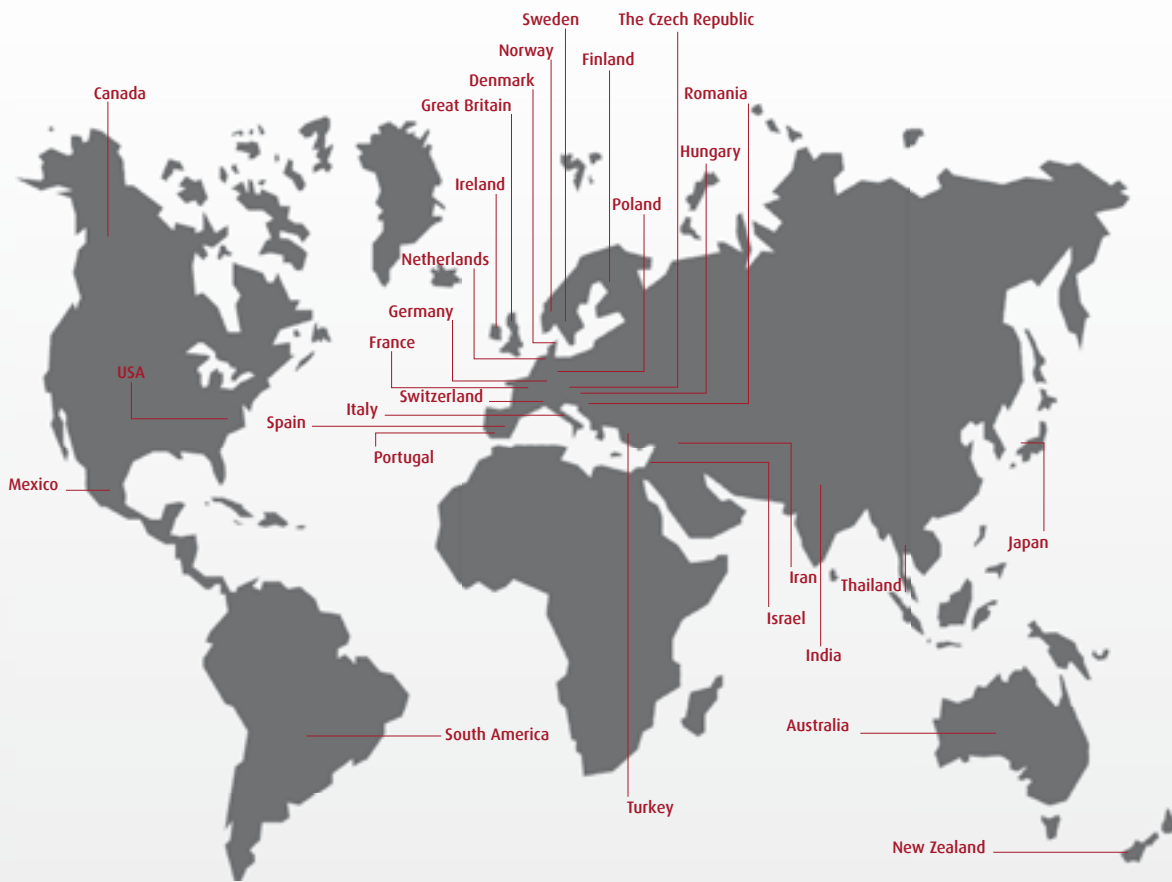 Sweden
The Czech Republic
Norway
Finland
Denmark
Canada
Great Britain
Romania
Hungary
Ireland
Poland
Netherlands
Germany
France
USA
Switzerland
Italy
Spain
Portugal
Mexico
Japan
Iran
Thailand
Israel
India
Australia
South America
Turkey
New Zealand